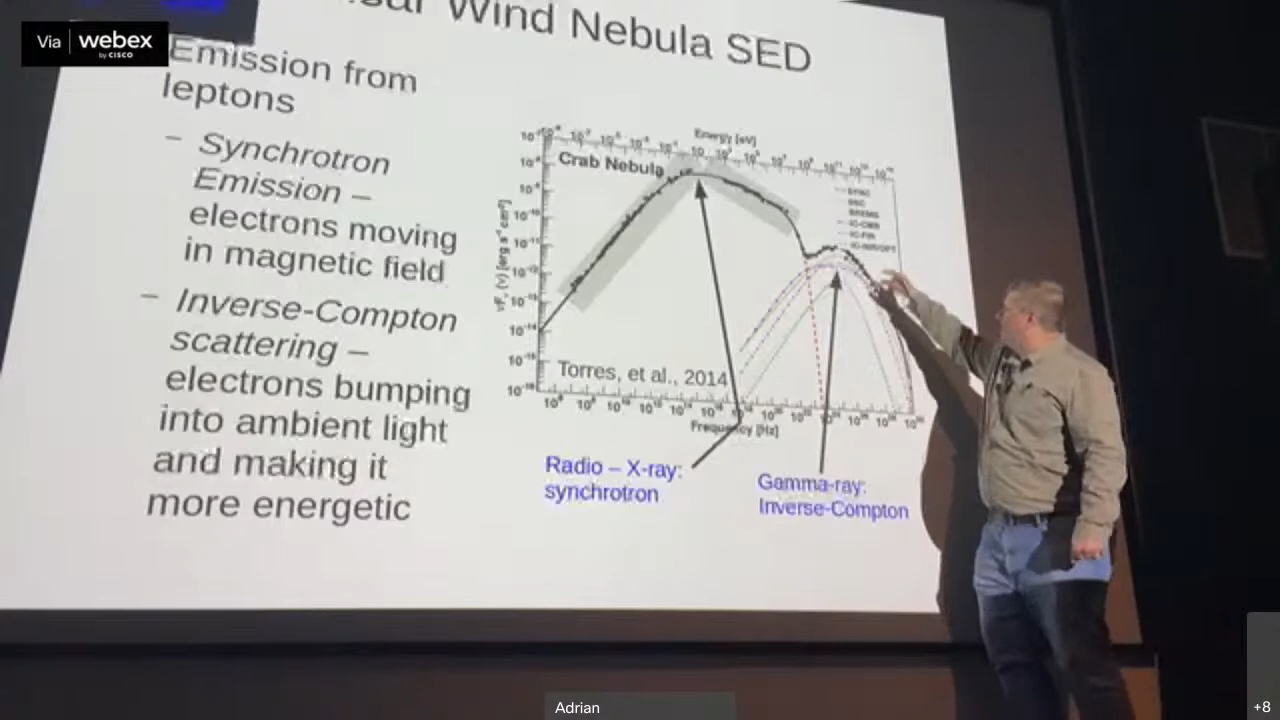 Via webex
by CISCO
Wind Nebula SED
Emission from
leptons
– Synchrotron
Emission –
electrons moving
in magnetic field
– Inverse-Compton
scattering –
electrons bumping
into ambient light
and making it
more energetic
Energy [eV]
Crab Nebula
Torres, et al., 2014
Frequency [Hz]
Radio – X-ray:
synchrotron
Gamma-ray:
Inverse-Compton
Adrian
+8